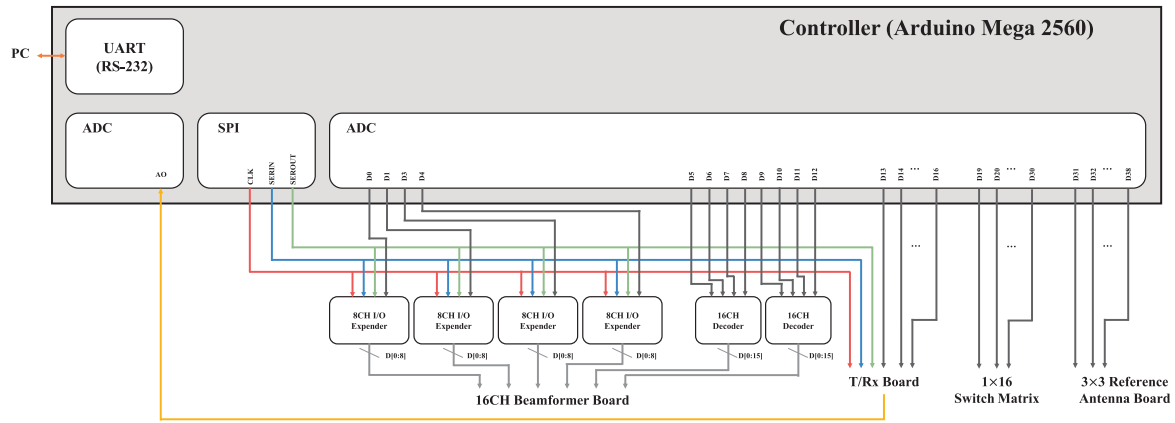 Controller (Arduino Mega 2560)
PC
UART
(RS-232)
ADC
SPI
ADC
AO
CLK
SERIN
SEROUT
D0
D1
D3
D4
D5
D6
D7
D8
D9
D10
D11
D12
D13
D14
...
D16
D19
D20
...
D30
D31
D32
...
D38
...
...
...
8CH I/O
Expender
8CH I/O
Expender
8CH I/O
Expender
8CH I/O
Expender
16CH
Decoder
16CH
Decoder
D[0:8]
D[0:8]
D[0:8]
D[0:8]
D[0:15]
D[0:15]
16CH Beamformer Board
T/Rx Board
1×16
Switch Matrix
3×3 Reference
Antenna Board